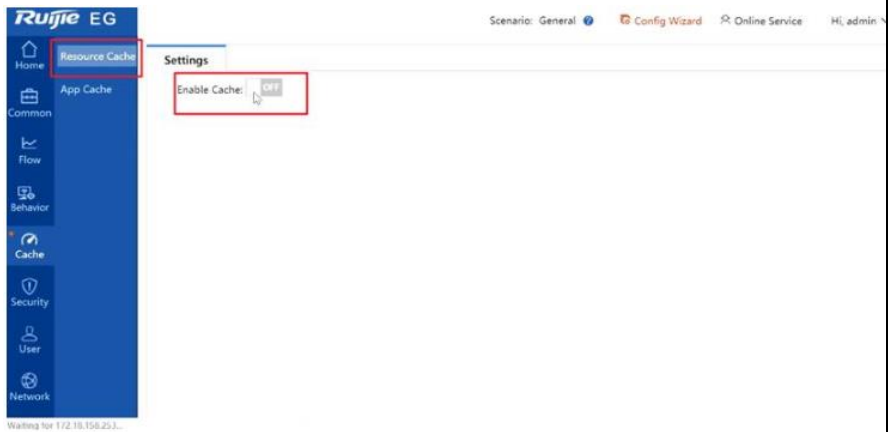 Ruijie EG
Scenario: General ?
Config Wizard
Online Service
Hi, admin
Home
Common
Flow
Behavior
Cache
Security
User
Network
Resource Cache
App Cache
Settings
Enable Cache: OFF
Waiting for 172.18.158.253...